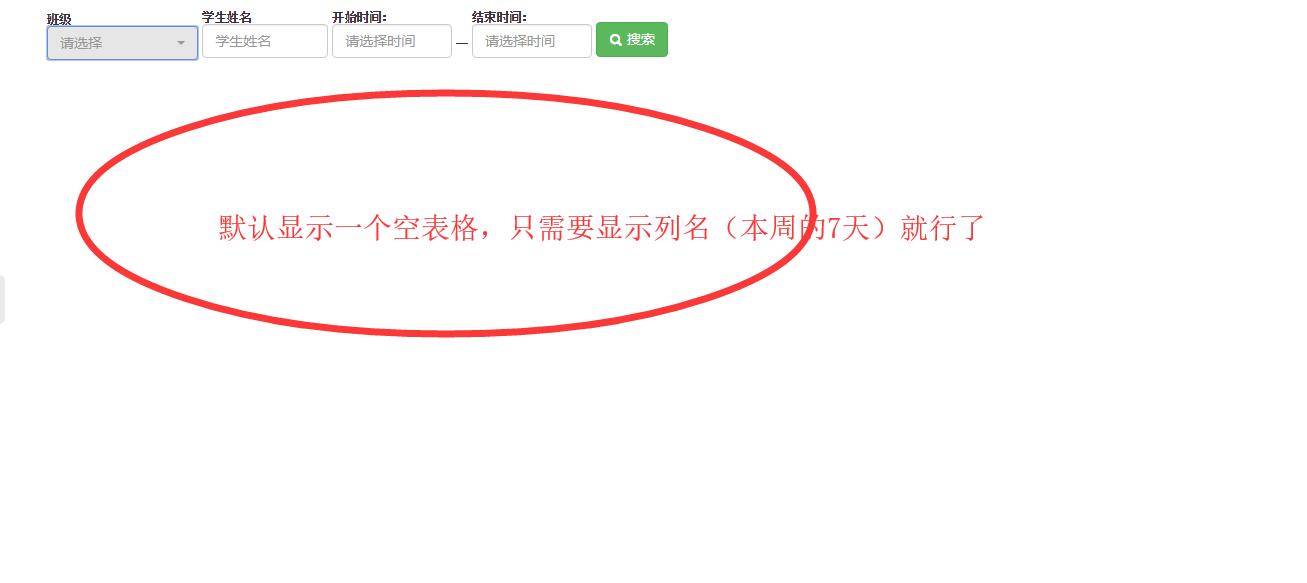 班级 学生姓名 开始时间： 结束时间：
请选择 学生姓名 请选择时间 — 请选择时间 搜索
默认显示一个空表格，只需要显示列名（本周的7天）就行了